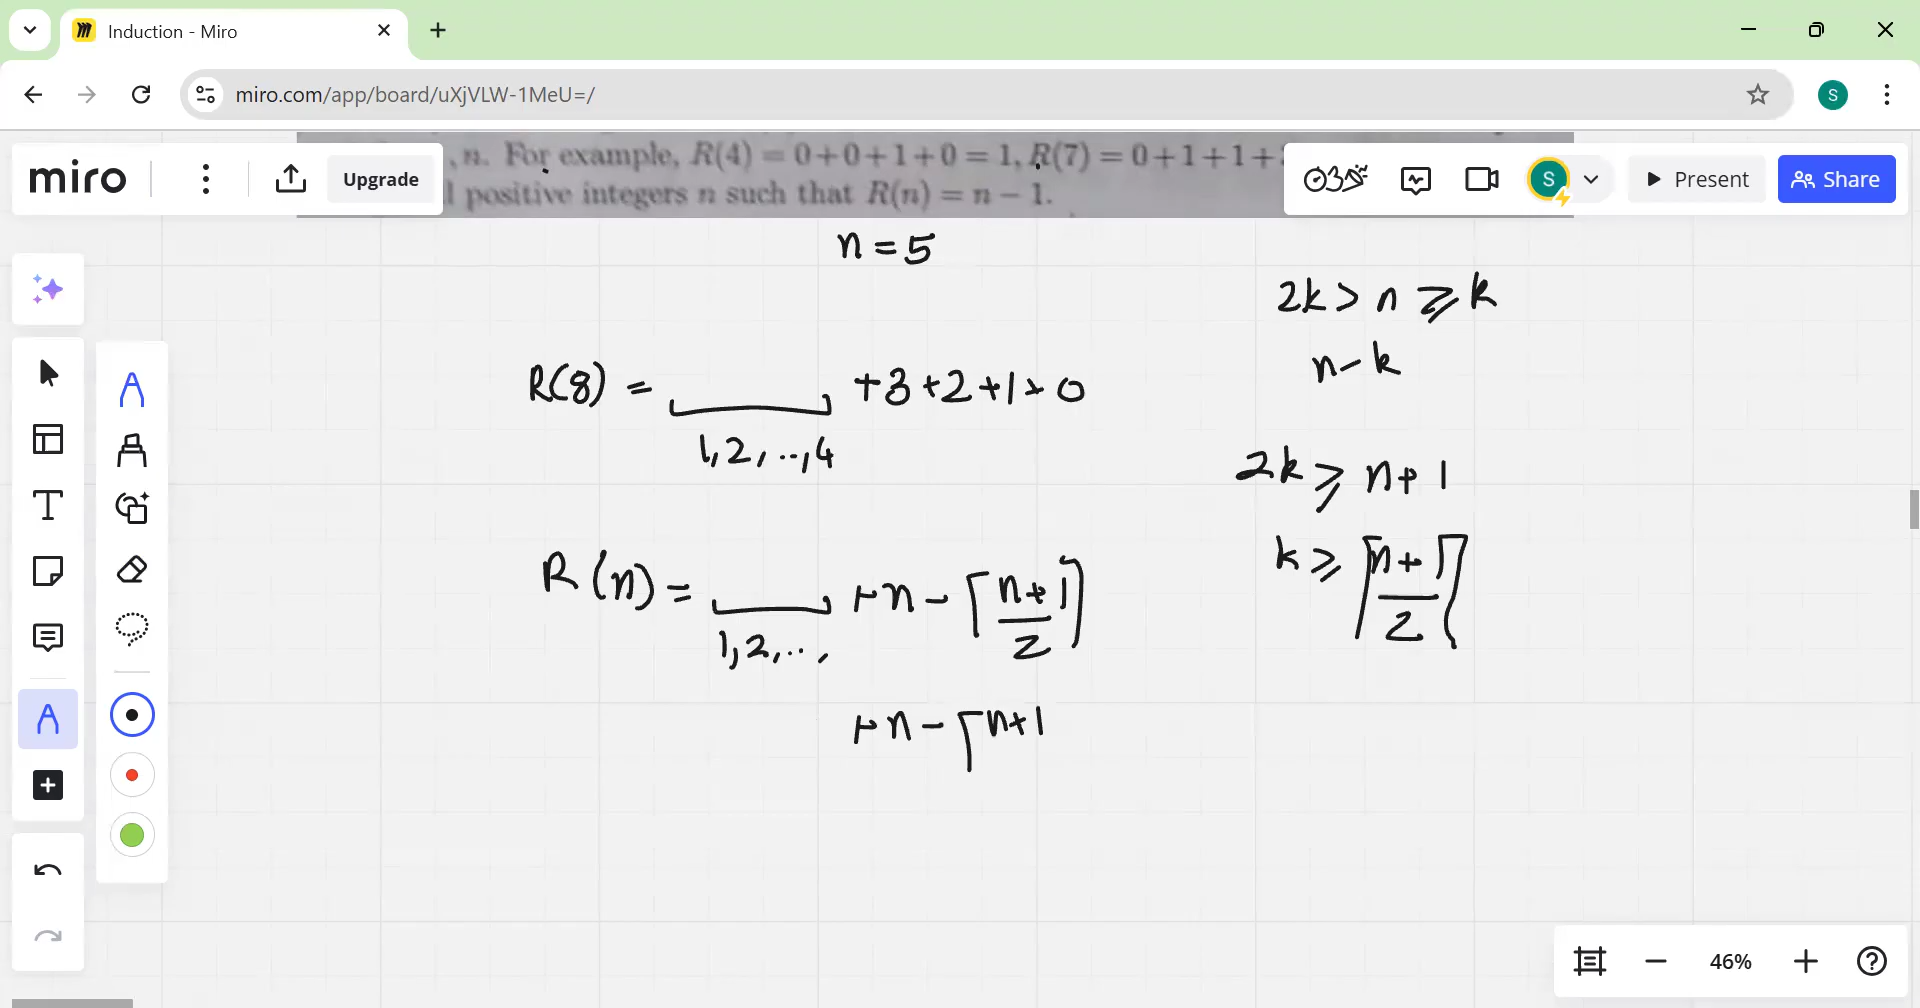 Induction - Miro
miro.com/app/board/uXjVLW-1MeU=/
S
, n. For example, R(4) = 0+0+1+0 = 1, R(7) = 0+1+1+
positive integers n such that R(n) = n − 1.
miro
Upgrade
S
Present
Share
n = 5
2k > n ⩾ k
n - k
R(8) = +3+2+1+0
1,2,..,4
2k ⩾ n+1
k ⩾ ⌈(n+1)/2⌉
R(n) = +n - ⌈(n+1)/2⌉
1,2,..,
+n - ⌈n+1
46%